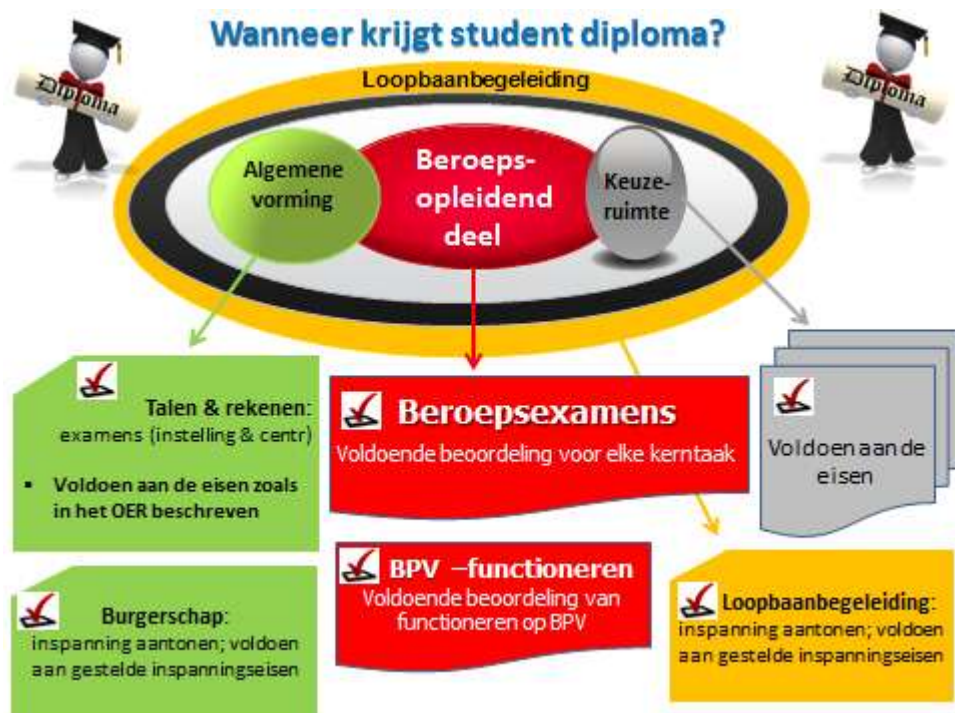 Wanneer krijgt student diploma?
Diploma
Diploma
Loopbaanbegeleiding
Algemene
vorming
Beroeps-
opleidend
deel
Keuze-
ruimte
Talen & rekenen:
examens (instelling & centr)
▪ Voldoen aan de eisen zoals
in het OER beschreven
Beroepsexamens
Voldoende beoordeling voor elke kerntaak
Voldoen aan de
eisen
Burgerschap:
inspanning aantonen; voldoen
aan gestelde inspanningseisen
BPV –functioneren
Voldoende beoordeling van
functioneren op BPV
Loopbaanbegeleiding:
inspanning aantonen; voldoen
aan gestelde inspanningseisen